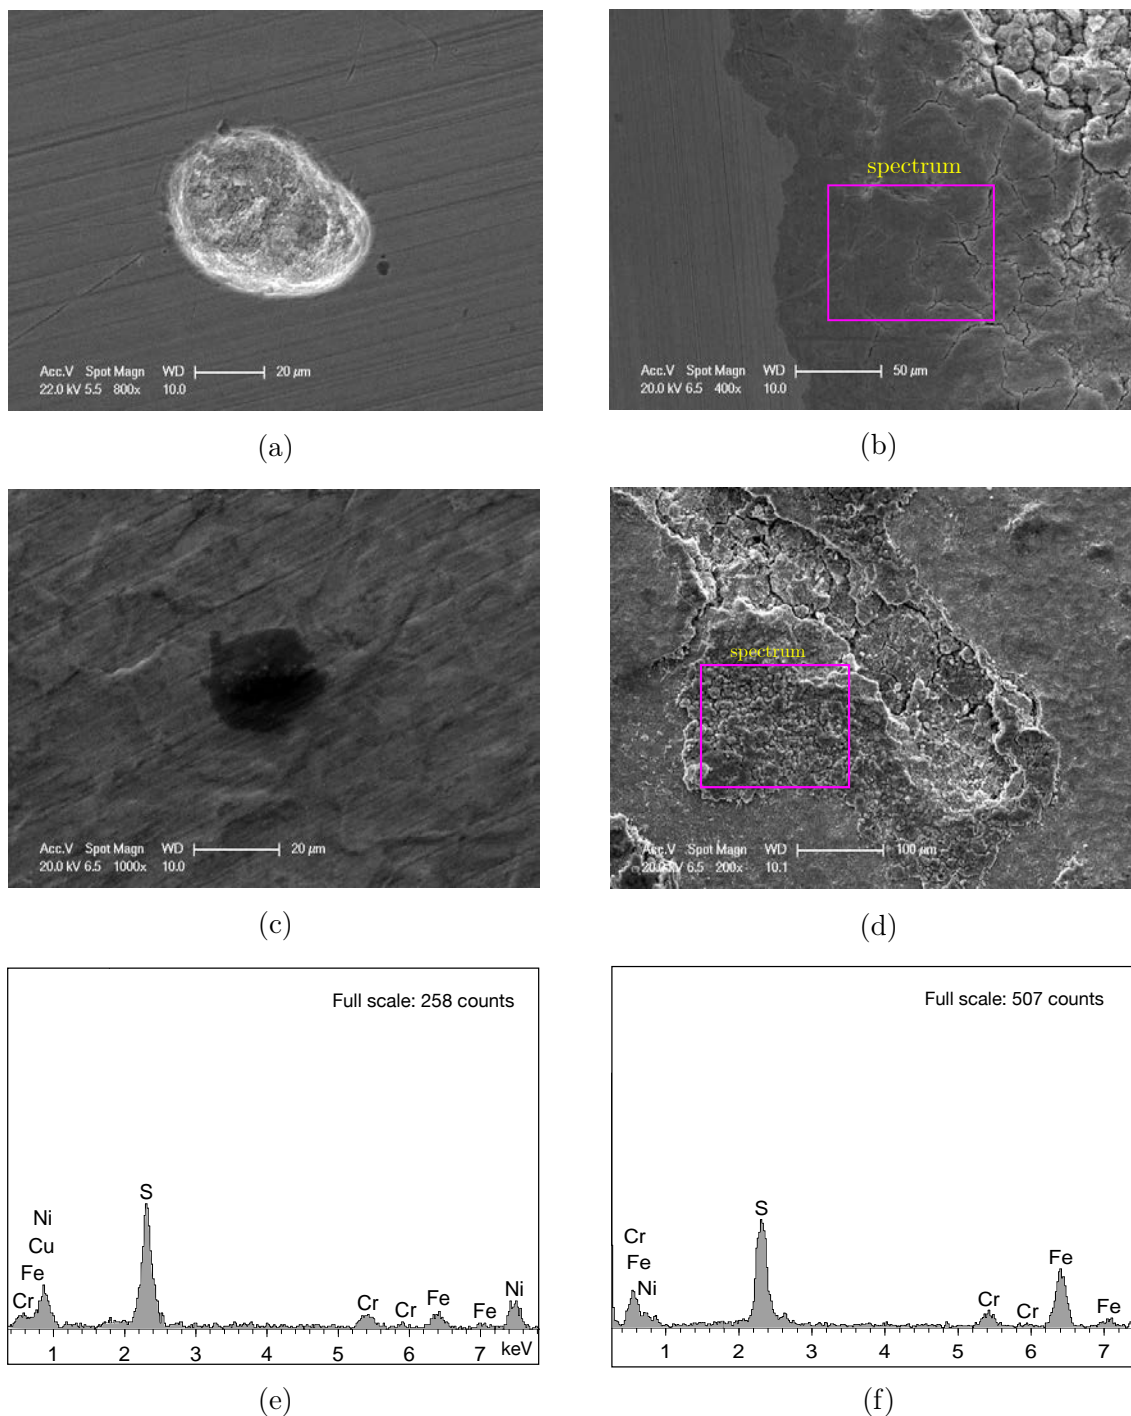 Acc.V Spot Magn WD 20 µm
22.0 kV 5.5 800x 10.0
(a)
spectrum
Acc.V Spot Magn WD 50 µm
20.0 kV 6.5 400x 10.0
(b)
Acc.V Spot Magn WD 20 µm
20.0 kV 6.5 1000x 10.0
(c)
spectrum
Acc.V Spot Magn WD 100 µm
20.0 kV 6.5 200x 10.1
(d)
Full scale: 258 counts
S
Ni
Cu
Fe
Cr
Cr
Cr
Fe
Fe
Ni
1 2 3 4 5 6 7 keV
(e)
Full scale: 507 counts
S
Cr
Fe
Ni
Cr
Cr
Fe
Fe
1 2 3 4 5 6 7
(f)